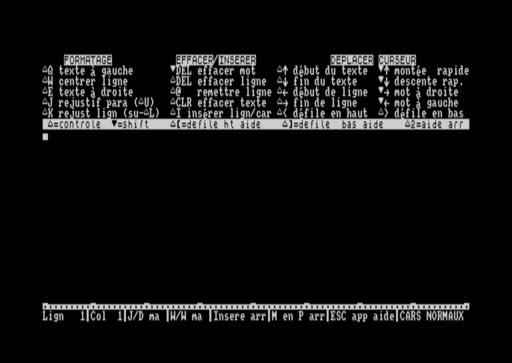 FORMATAGE EFFACER/INSERER DEPLACER CURSEUR
△Q texte à gauche ▼DEL effacer mot △↑ début du texte ▼↑ montée rapide
△W centrer ligne △DEL effacer ligne △↓ fin du texte ▼↓ descente rap.
△E texte à droite △@ remettre ligne △← début de ligne ▼→ mot à droite
△J rejustif para (△U) △CLR effacer texte △→ fin de ligne ▼← mot à gauche
△K rejust lign (su-△L) △I insérer lign/car △( défile en haut △) défile en bas
△=controle ▼=shift △[=défile ht aide △]=défile bas aide △2=aide arr
Lign 1|Col 1|J/D ma |W/W ma |Insere arr|M en P arr|ESC app aide|CARS NORMAUX